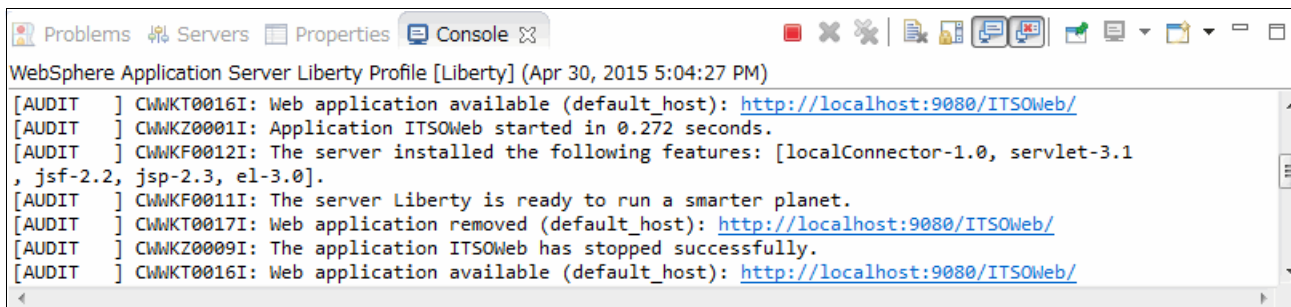 Problems Servers Properties Console
WebSphere Application Server Liberty Profile [Liberty] (Apr 30, 2015 5:04:27 PM)
[AUDIT   ] CWWKT0016I: Web application available (default_host): http://localhost:9080/ITSOWeb/
[AUDIT   ] CWWKZ0001I: Application ITSOWeb started in 0.272 seconds.
[AUDIT   ] CWWKF0012I: The server installed the following features: [localConnector-1.0, servlet-3.1
, jsf-2.2, jsp-2.3, el-3.0].
[AUDIT   ] CWWKF0011I: The server Liberty is ready to run a smarter planet.
[AUDIT   ] CWWKT0017I: Web application removed (default_host): http://localhost:9080/ITSOWeb/
[AUDIT   ] CWWKZ0009I: The application ITSOWeb has stopped successfully.
[AUDIT   ] CWWKT0016I: Web application available (default_host): http://localhost:9080/ITSOWeb/